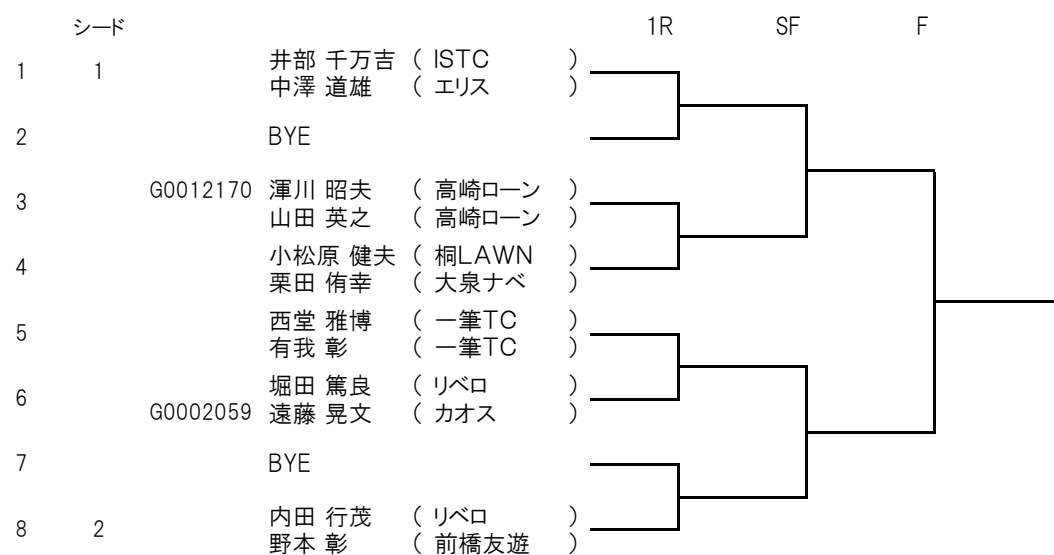 シード 1R SF F
井部 千万吉 ( ISTC )
1 1
中澤 道雄 ( エリス )
2 BYE
G0012170 渾川 昭夫 ( 高崎ローン )
3
山田 英之 ( 高崎ローン )
小松原 健夫 ( 桐LAWN )
4
栗田 侑幸 ( 大泉ナベ )
西堂 雅博 ( 一筆TC )
5
有我 彰 ( 一筆TC )
堀田 篤良 ( リベロ )
6
G0002059 遠藤 晃文 ( カオス )
7 BYE
内田 行茂 ( リベロ )
8 2
野本 彰 ( 前橋友遊 )